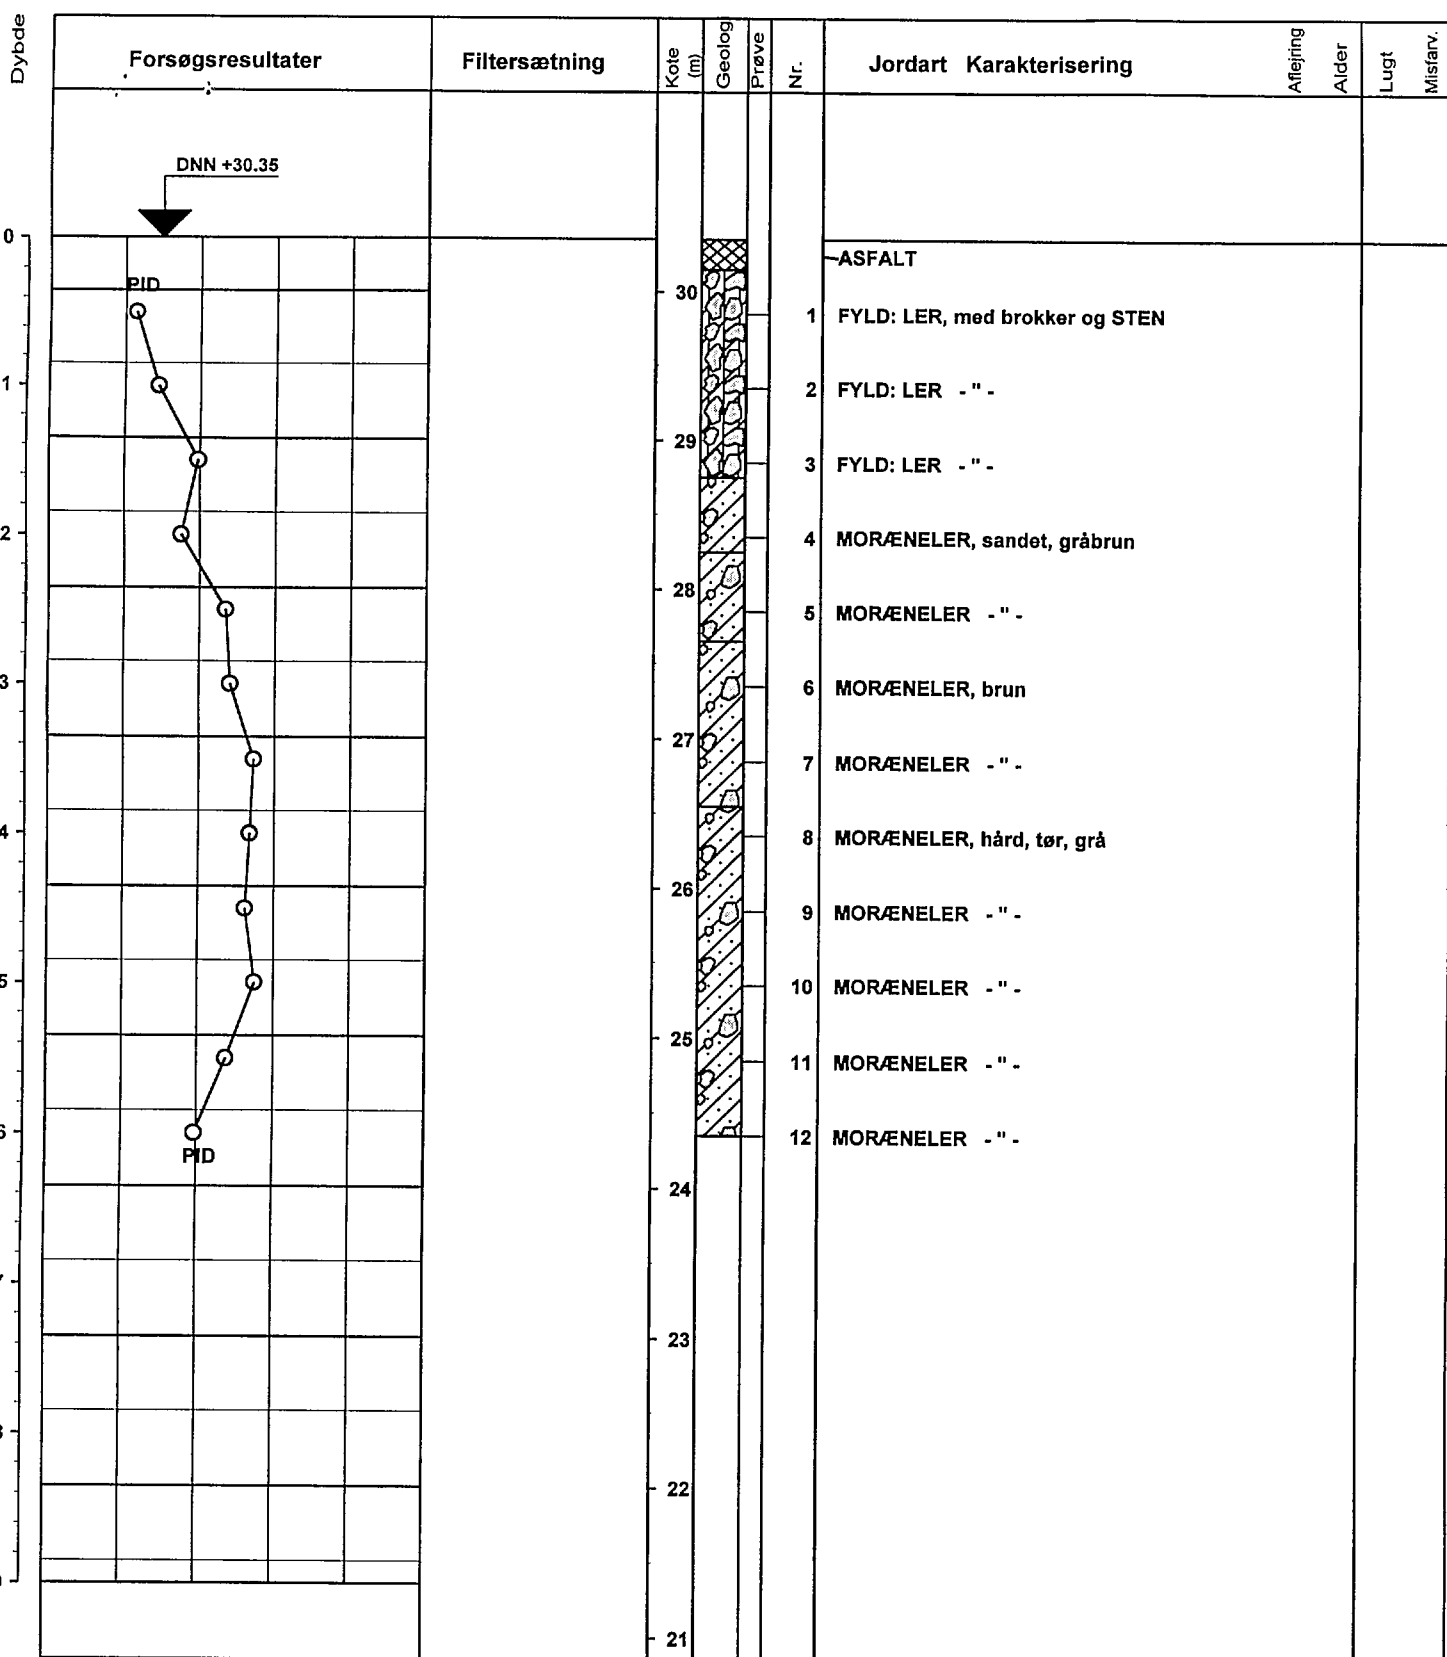 Dybde
Forsøgsresultater
Filtersætning
Kote (m)
Geologi
Prøve
Nr.
Jordart Karakterisering
Aflejring
Alder
Lugt
Misfarv.
DNN +30.35
0
ASFALT
PID
30
1 FYLD: LER, med brokker og STEN
1
2 FYLD: LER - " -
29
3 FYLD: LER - " -
2
4 MORÆNELER, sandet, gråbrun
28
5 MORÆNELER - " -
3
6 MORÆNELER, brun
27
7 MORÆNELER - " -
4
8 MORÆNELER, hård, tør, grå
26
9 MORÆNELER - " -
5
10 MORÆNELER - " -
25
11 MORÆNELER - " -
6
12 MORÆNELER - " -
PID
24
23
22
21